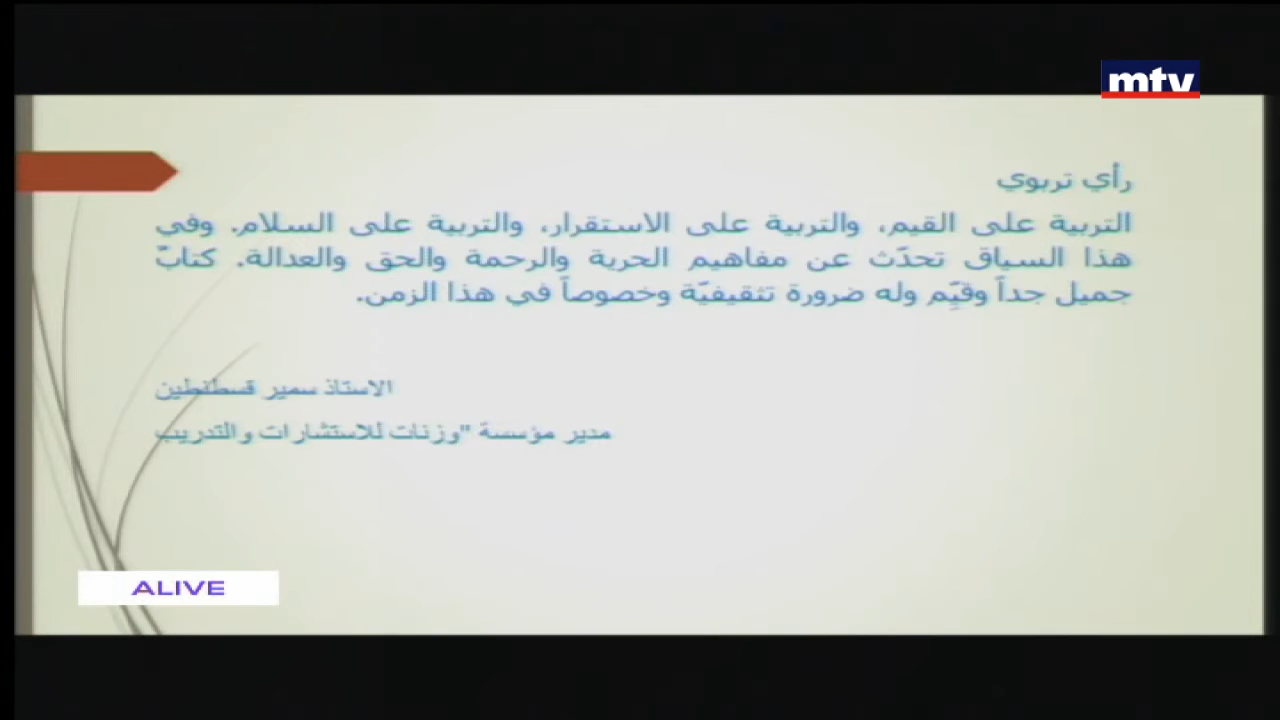 mtv
رأي تربوي
التربية على القيم، والتربية على الاستقرار، والتربية على السلام. وفي
هذا السياق تحدّث عن مفاهيم الحرية والرحمة والحق والعدالة. كتابٌ
جميل جداً وقيِّم وله ضرورة تثقيفيّة وخصوصاً في هذا الزمن.
الاستاذ سمير قسطنطين
مدير مؤسسة "وزنات للاستشارات والتدريب
ALIVE